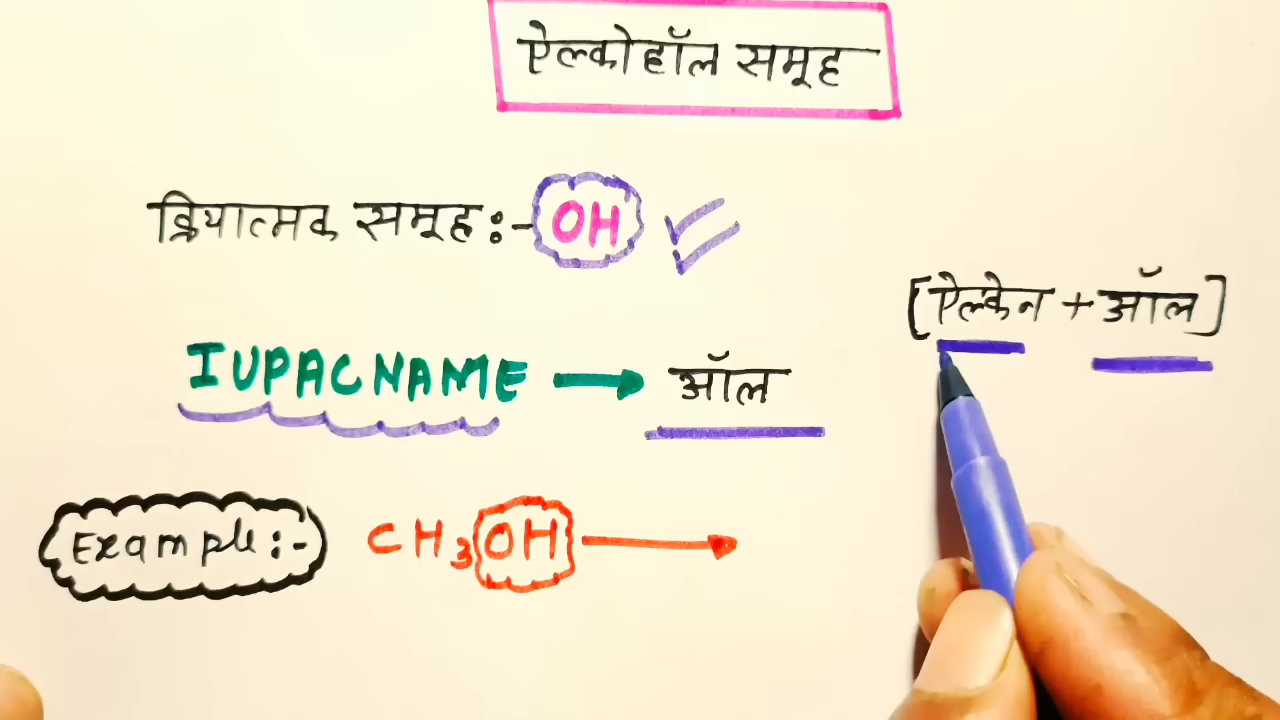 ऐल्कोहॉल समूह
क्रियात्मक समूह:- OH
[ऐल्केन + ऑल]
IUPAC NAME → ऑल
Example:- CH3OH →